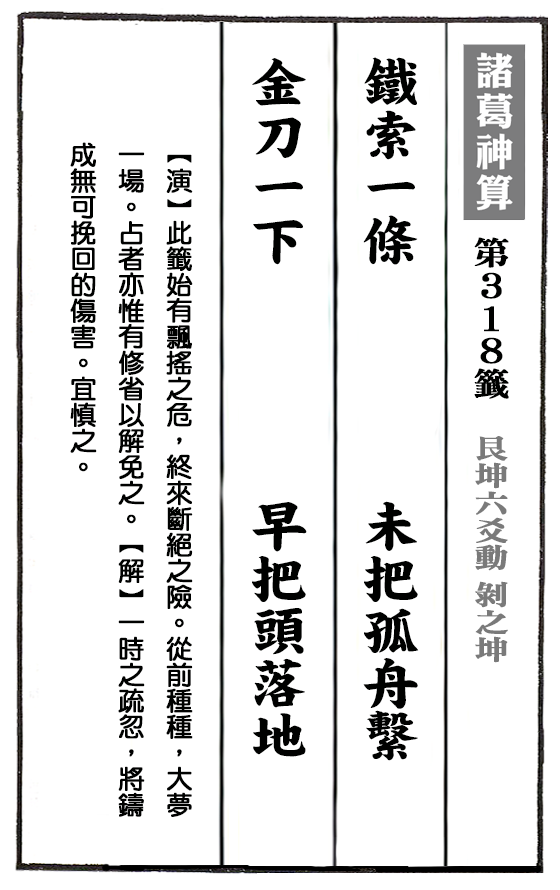 諸葛神算 第318籤 艮坤六爻動 剝之坤
鐵索一條 未把孤舟繫
金刀一下 早把頭落地
【演】此籤始有飄搖之危，終來斷絕之險。從前種種，大夢
一場。占者亦惟有修省以解免之。【解】一時之疏忽，將鑄
成無可挽回的傷害。宜慎之。